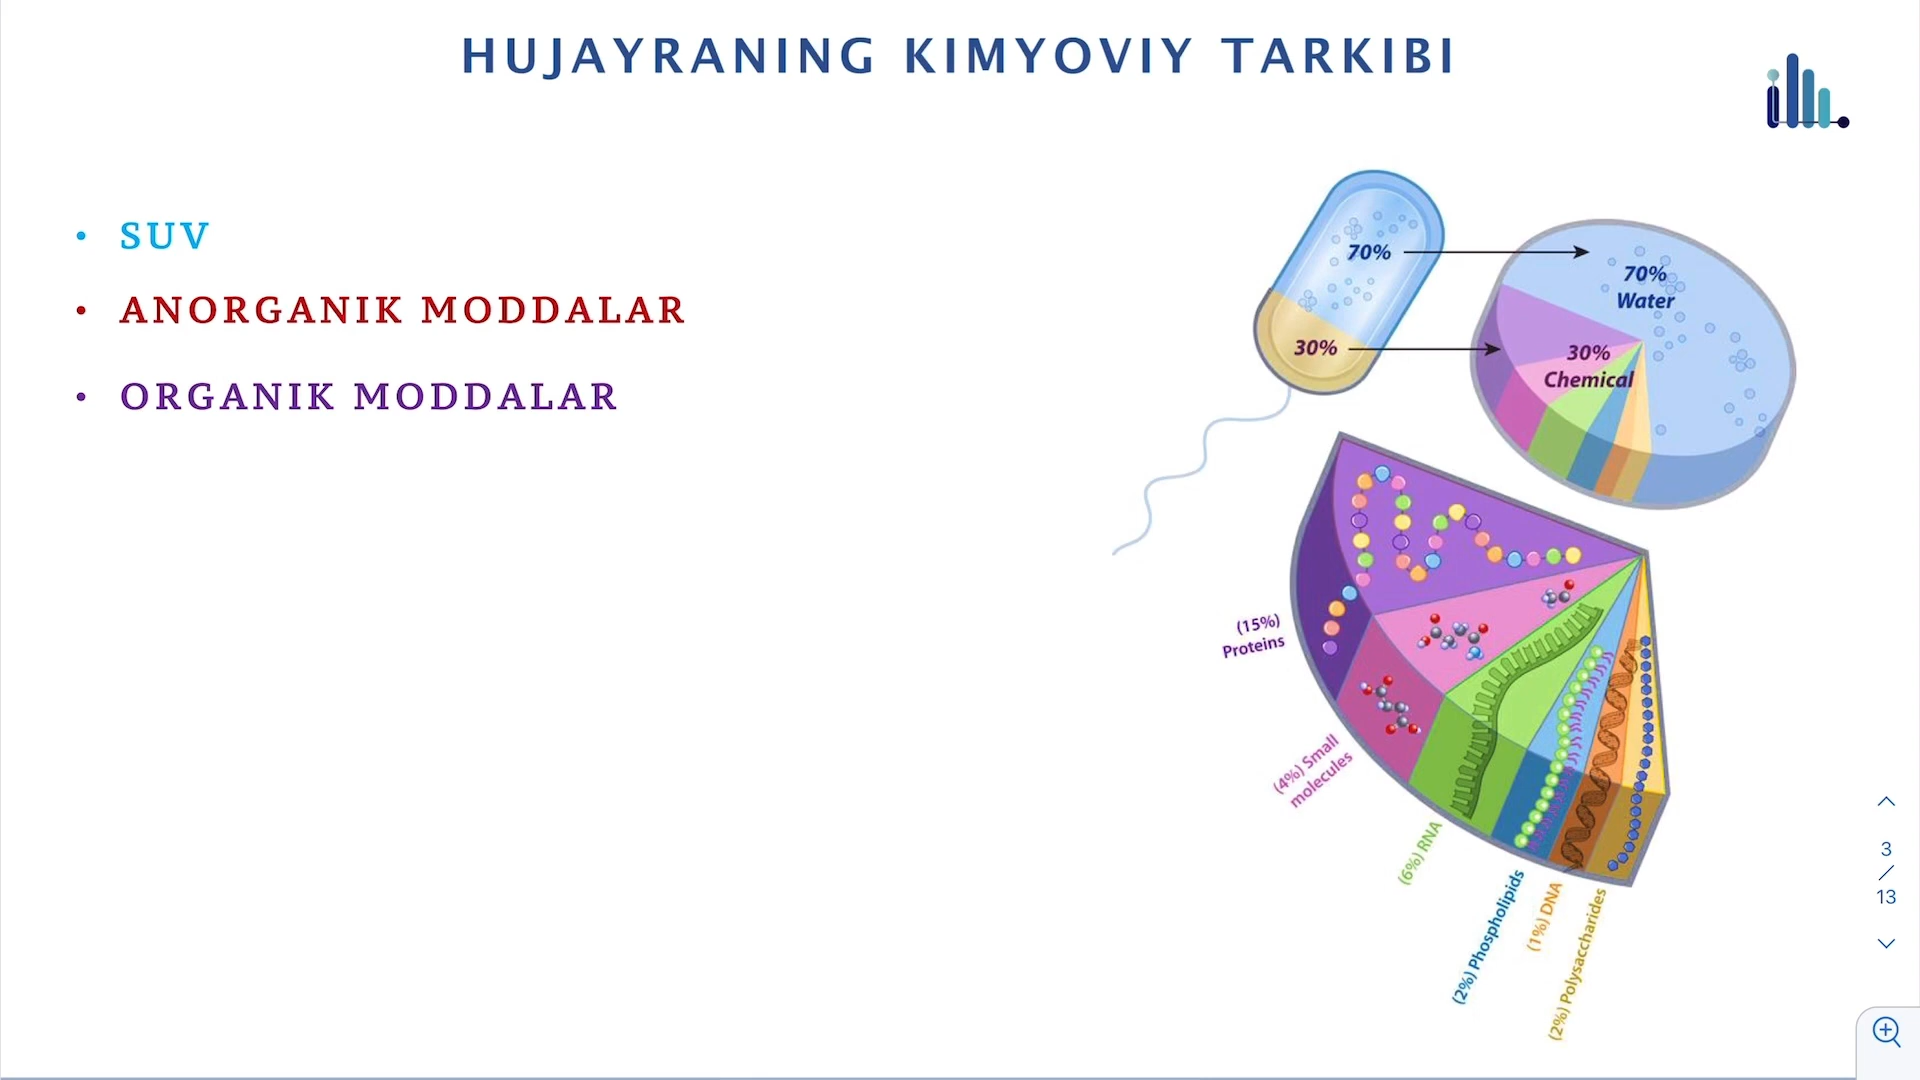 HUJAYRANING KIMYOVIY TARKIBI
• SUV
• ANORGANIK MODDALAR
• ORGANIK MODDALAR
70%
30%
70%
Water
30%
Chemical
(15%)
Proteins
(4%) Small
molecules
(6%) RNA
(2%) Phospholipids
(1%) DNA
(2%) Polysaccharides
3
/
13